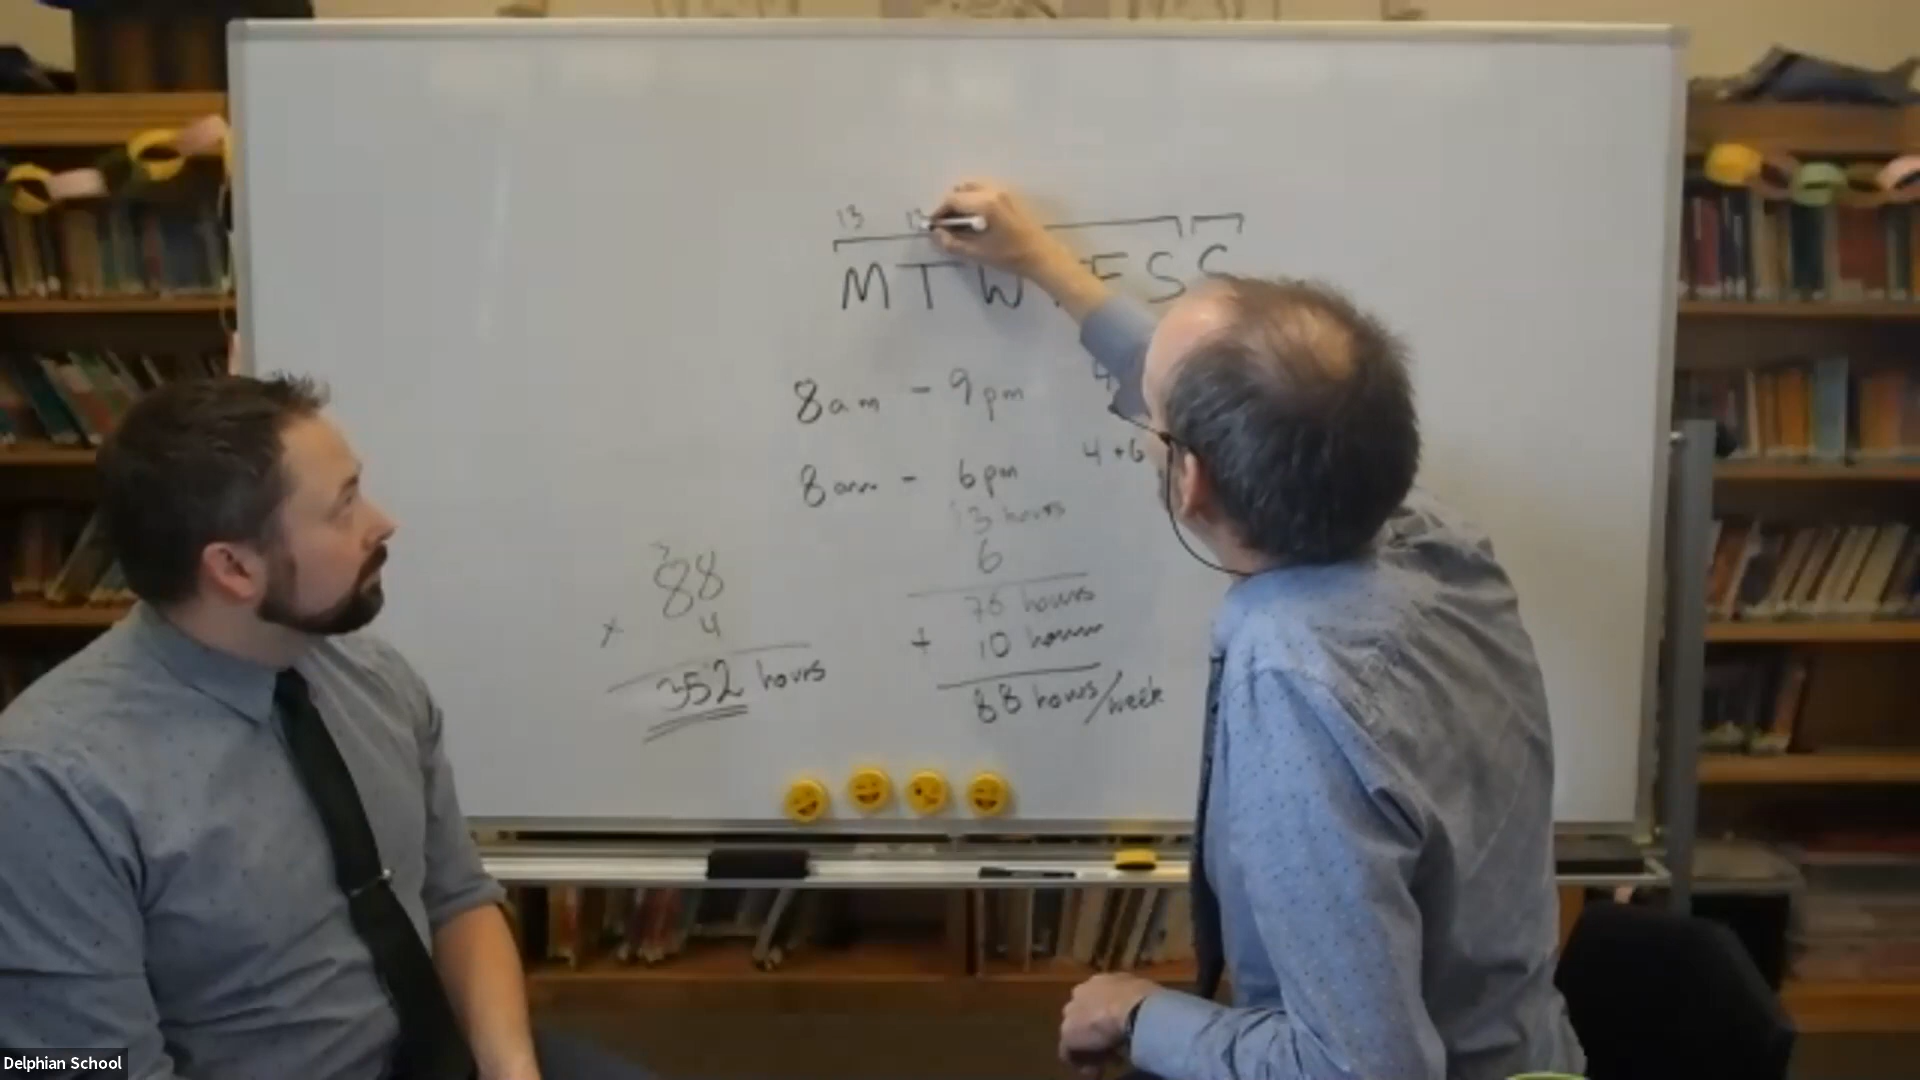 13 13
M T W F S S
8am - 9pm
8am - 6pm
4 + 6
13 hours
6
78 hours
+ 10 hours
88 hours/week
88
x 4
352 hours
Delphian School